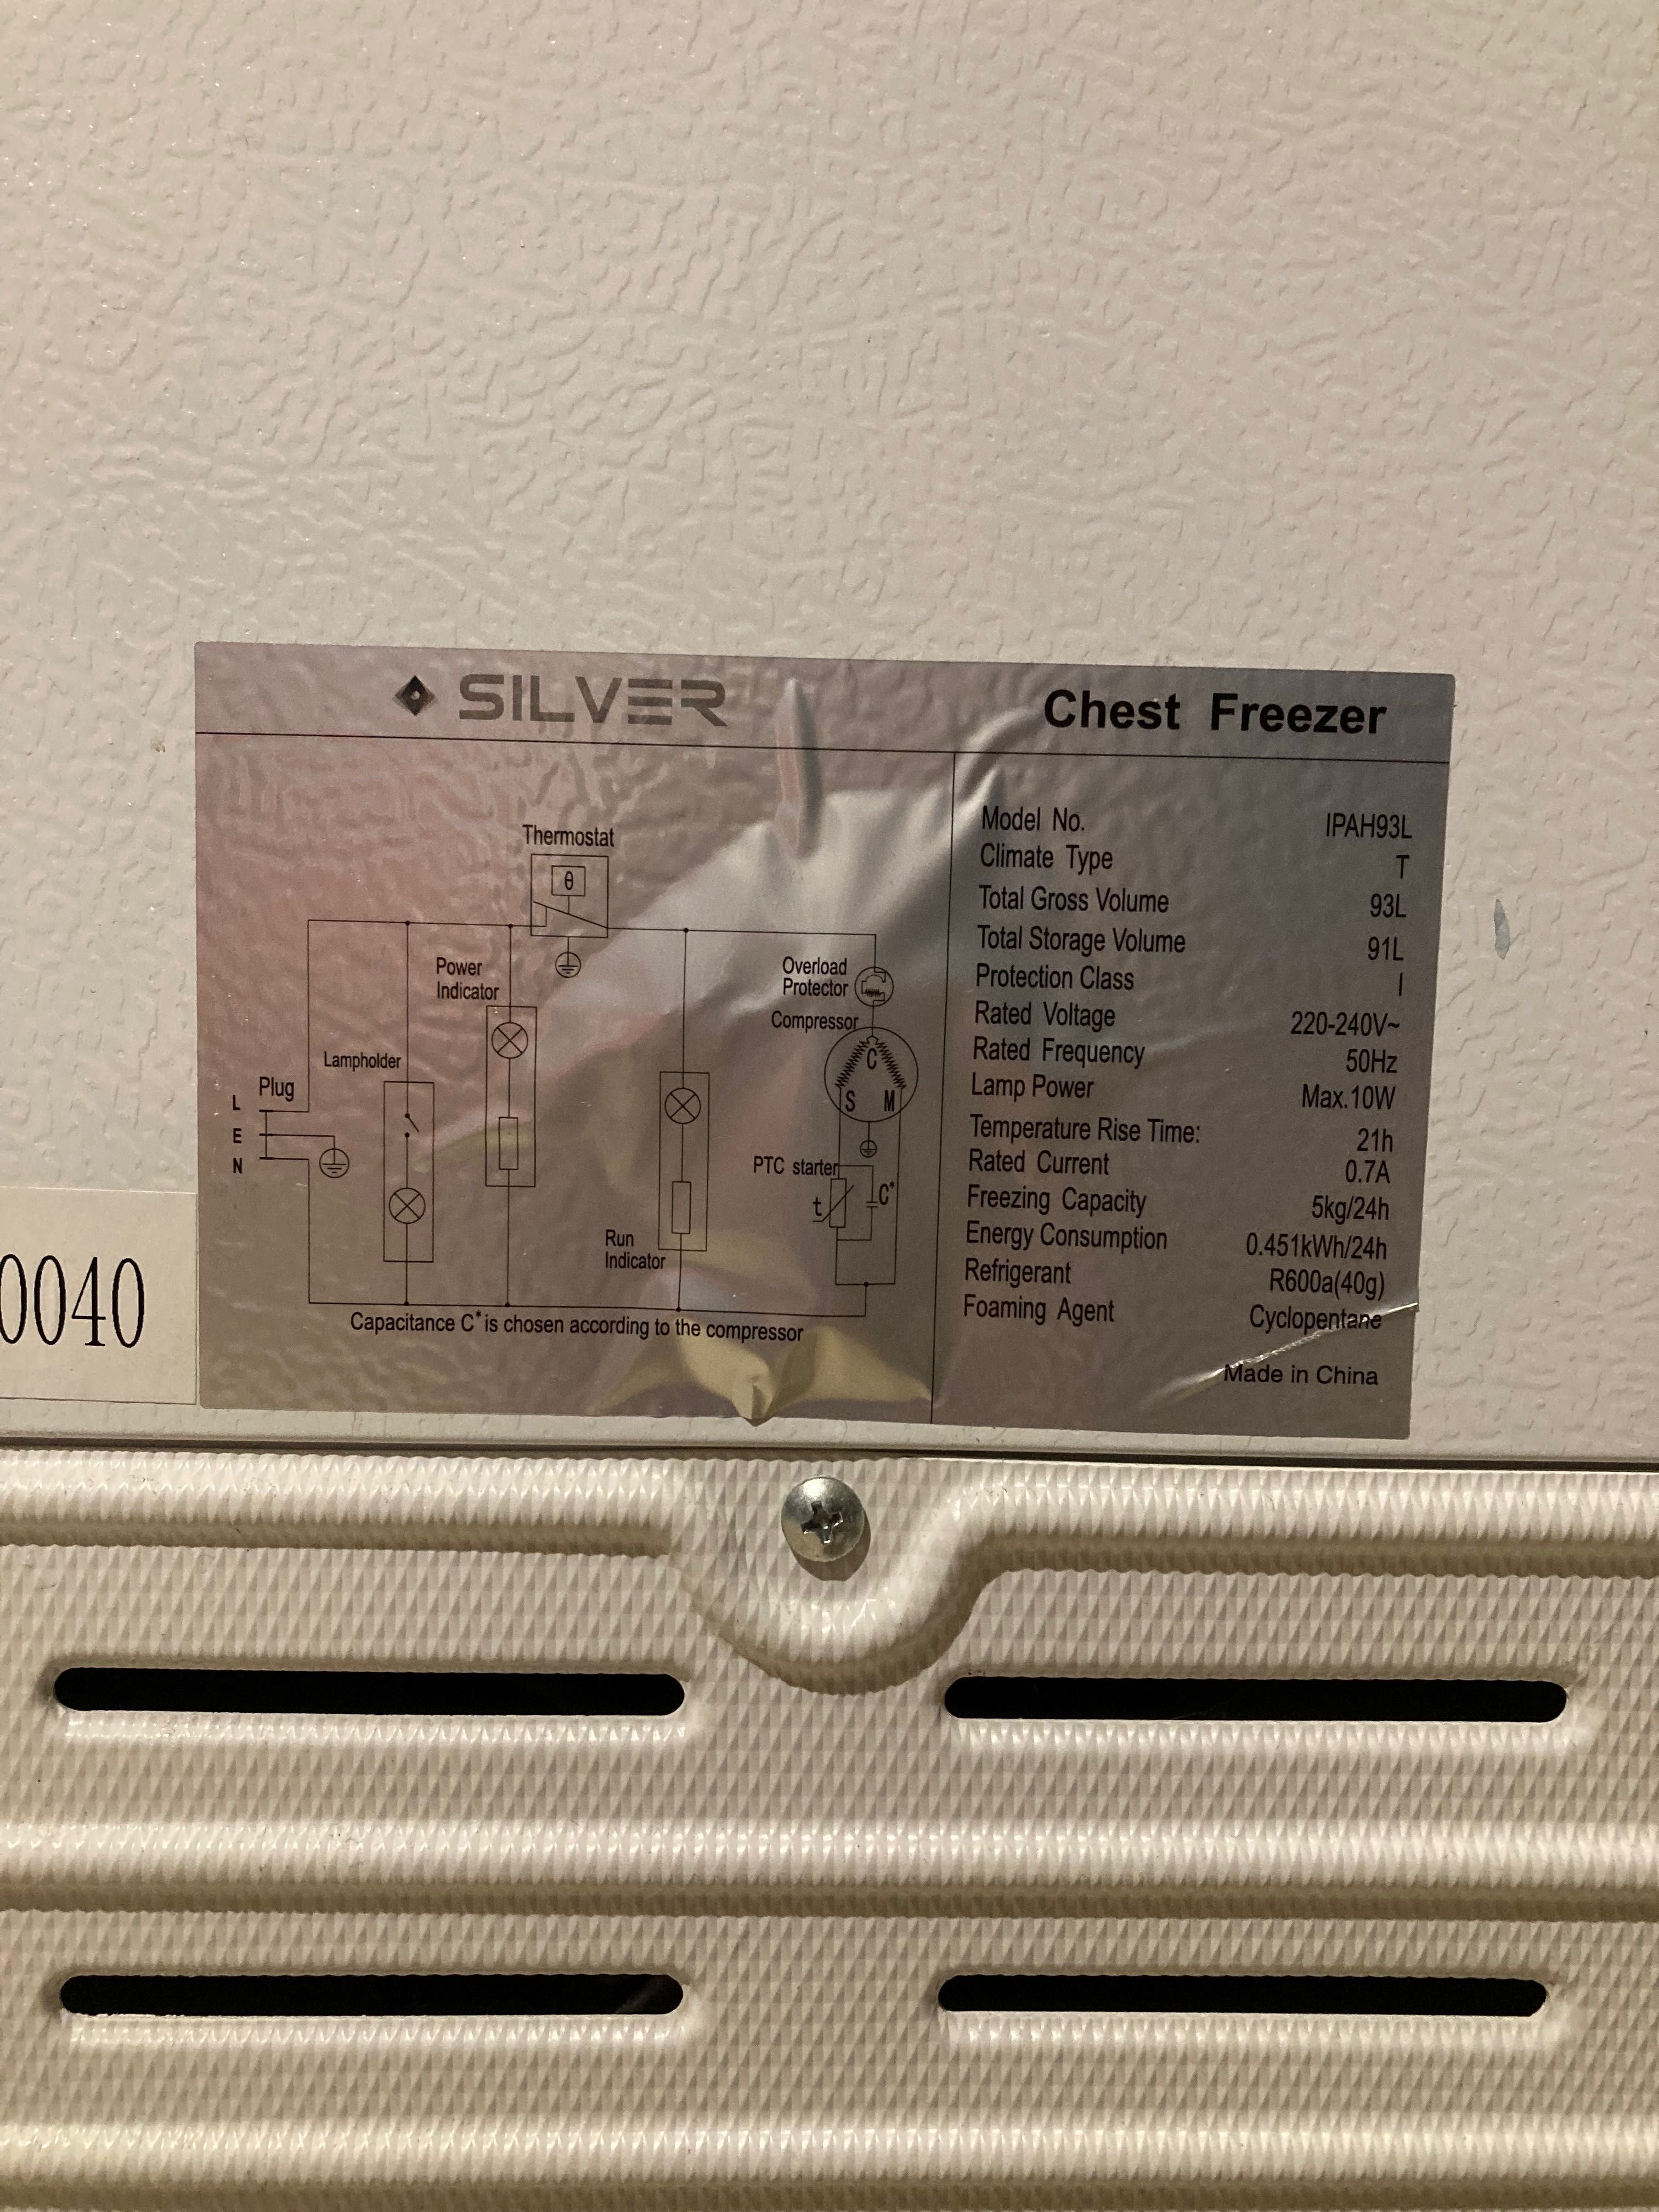 SILVER
Chest Freezer
Thermostat
θ
Power
Indicator
Lampholder
Plug
L
E
N
Overload
Protector
Compressor
C
S M
PTC starter
t
C*
Run
Indicator
Capacitance C* is chosen according to the compressor
Model No. IPAH93L
Climate Type T
Total Gross Volume 93L
Total Storage Volume 91L
Protection Class I
Rated Voltage 220-240V~
Rated Frequency 50Hz
Lamp Power Max.10W
Temperature Rise Time: 21h
Rated Current 0.7A
Freezing Capacity 5kg/24h
Energy Consumption 0.451kWh/24h
Refrigerant R600a(40g)
Foaming Agent Cyclopentane
Made in China
0040